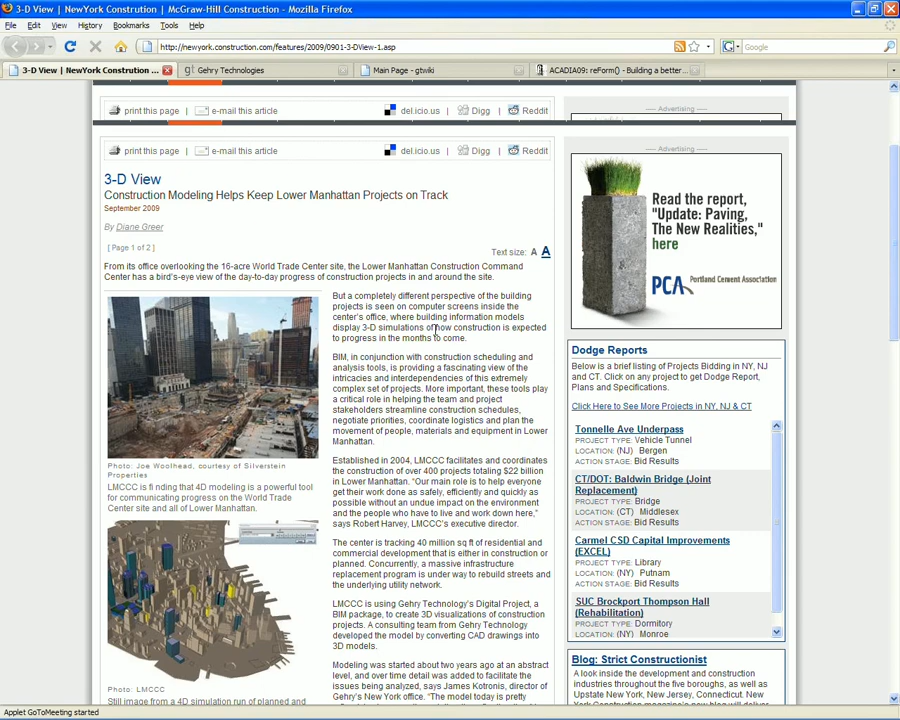 3-D View | NewYork Constrution | McGraw-Hill Construction - Mozilla Firefox
File Edit View History Bookmarks Tools Help
http://newyork.construction.com/features/2009/0901-3-DView-1.asp
Google
3-D View | NewYork Constrution ...
Gehry Technologies
Main Page - gtwiki
ACADIA09: reForm() - Building a better...
print this page | e-mail this article
del.icio.us | Digg | Reddit
---- Advertising ----
print this page | e-mail this article
del.icio.us | Digg | Reddit
---- Advertising ----
3-D View
Construction Modeling Helps Keep Lower Manhattan Projects on Track
September 2009
By Diane Greer
[ Page 1 of 2 ]
Text size: A A
From its office overlooking the 16-acre World Trade Center site, the Lower Manhattan Construction Command
Center has a bird's-eye view of the day-to-day progress of construction projects in and around the site.
But a completely different perspective of the building
projects is seen on computer screens inside the
center's office, where building information models
display 3-D simulations of how construction is expected
to progress in the months to come.
BIM, in conjunction with construction scheduling and
analysis tools, is providing a fascinating view of the
intricacies and interdependencies of this extremely
complex set of projects. More important, these tools play
a critical role in helping the team and project
stakeholders streamline construction schedules,
negotiate priorities, coordinate logistics and plan the
movement of people, materials and equipment in Lower
Manhattan.
Established in 2004, LMCCC facilitates and coordinates
the construction of over 400 projects totaling $22 billion
in Lower Manhattan. “Our main role is to help everyone
get their work done as safely, efficiently and quickly as
possible without an undue impact on the environment
and the people who have to live and work down here,”
says Robert Harvey, LMCCC’s executive director.
The center is tracking 40 million sq ft of residential and
commercial development that is either in construction or
planned. Concurrently, a massive infrastructure
replacement program is under way to rebuild streets and
the underlying utility network.
LMCCC is using Gehry Technology’s Digital Project, a
BIM package, to create 3D visualizations of construction
projects. A consulting team from Gehry Technology
developed the model by converting CAD drawings into
3D models.
Modeling was started about two years ago at an abstract
level, and over time detail was added to facilitate the
issues being analyzed, says James Kotronis, director of
Gehry's New York office. “The model today is pretty
Photo: Joe Woolhead, courtesy of Silverstein
Properties
LMCCC is fi nding that 4D modeling is a powerful tool
for communicating progress on the World Trade
Center site and all of Lower Manhattan.
Photo: LMCCC
Still image from a 4D simulation run of planned and
Read the report,
"Update: Paving,
The New Realities,"
here
PCA Portland Cement Association
Dodge Reports
Below is a brief listing of Projects Bidding in NY, NJ
and CT. Click on any project to get Dodge Report,
Plans and Specifications.
Click Here to See More Projects in NY, NJ & CT
Tonnelle Ave Underpass
PROJECT TYPE: Vehicle Tunnel
LOCATION: (NJ) Bergen
ACTION STAGE: Bid Results
CT/DOT: Baldwin Bridge (Joint
Replacement)
PROJECT TYPE: Bridge
LOCATION: (CT) Middlesex
ACTION STAGE: Bid Results
Carmel CSD Capital Improvements
(EXCEL)
PROJECT TYPE: Library
LOCATION: (NY) Putnam
ACTION STAGE: Bid Results
SUC Brockport Thompson Hall
(Rehabilitation)
PROJECT TYPE: Dormitory
LOCATION: (NY) Monroe
Blog: Strict Constructionist
A look inside the development and construction
industries throughout the five boroughs, as well as
Upstate New York, New Jersey, Connecticut. New
Applet GoToMeeting started